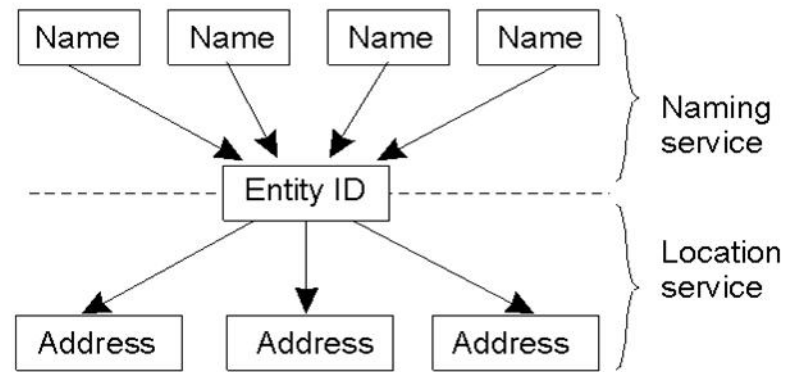 Name
Name
Name
Name
Naming
service
Entity ID
Location
service
Address
Address
Address